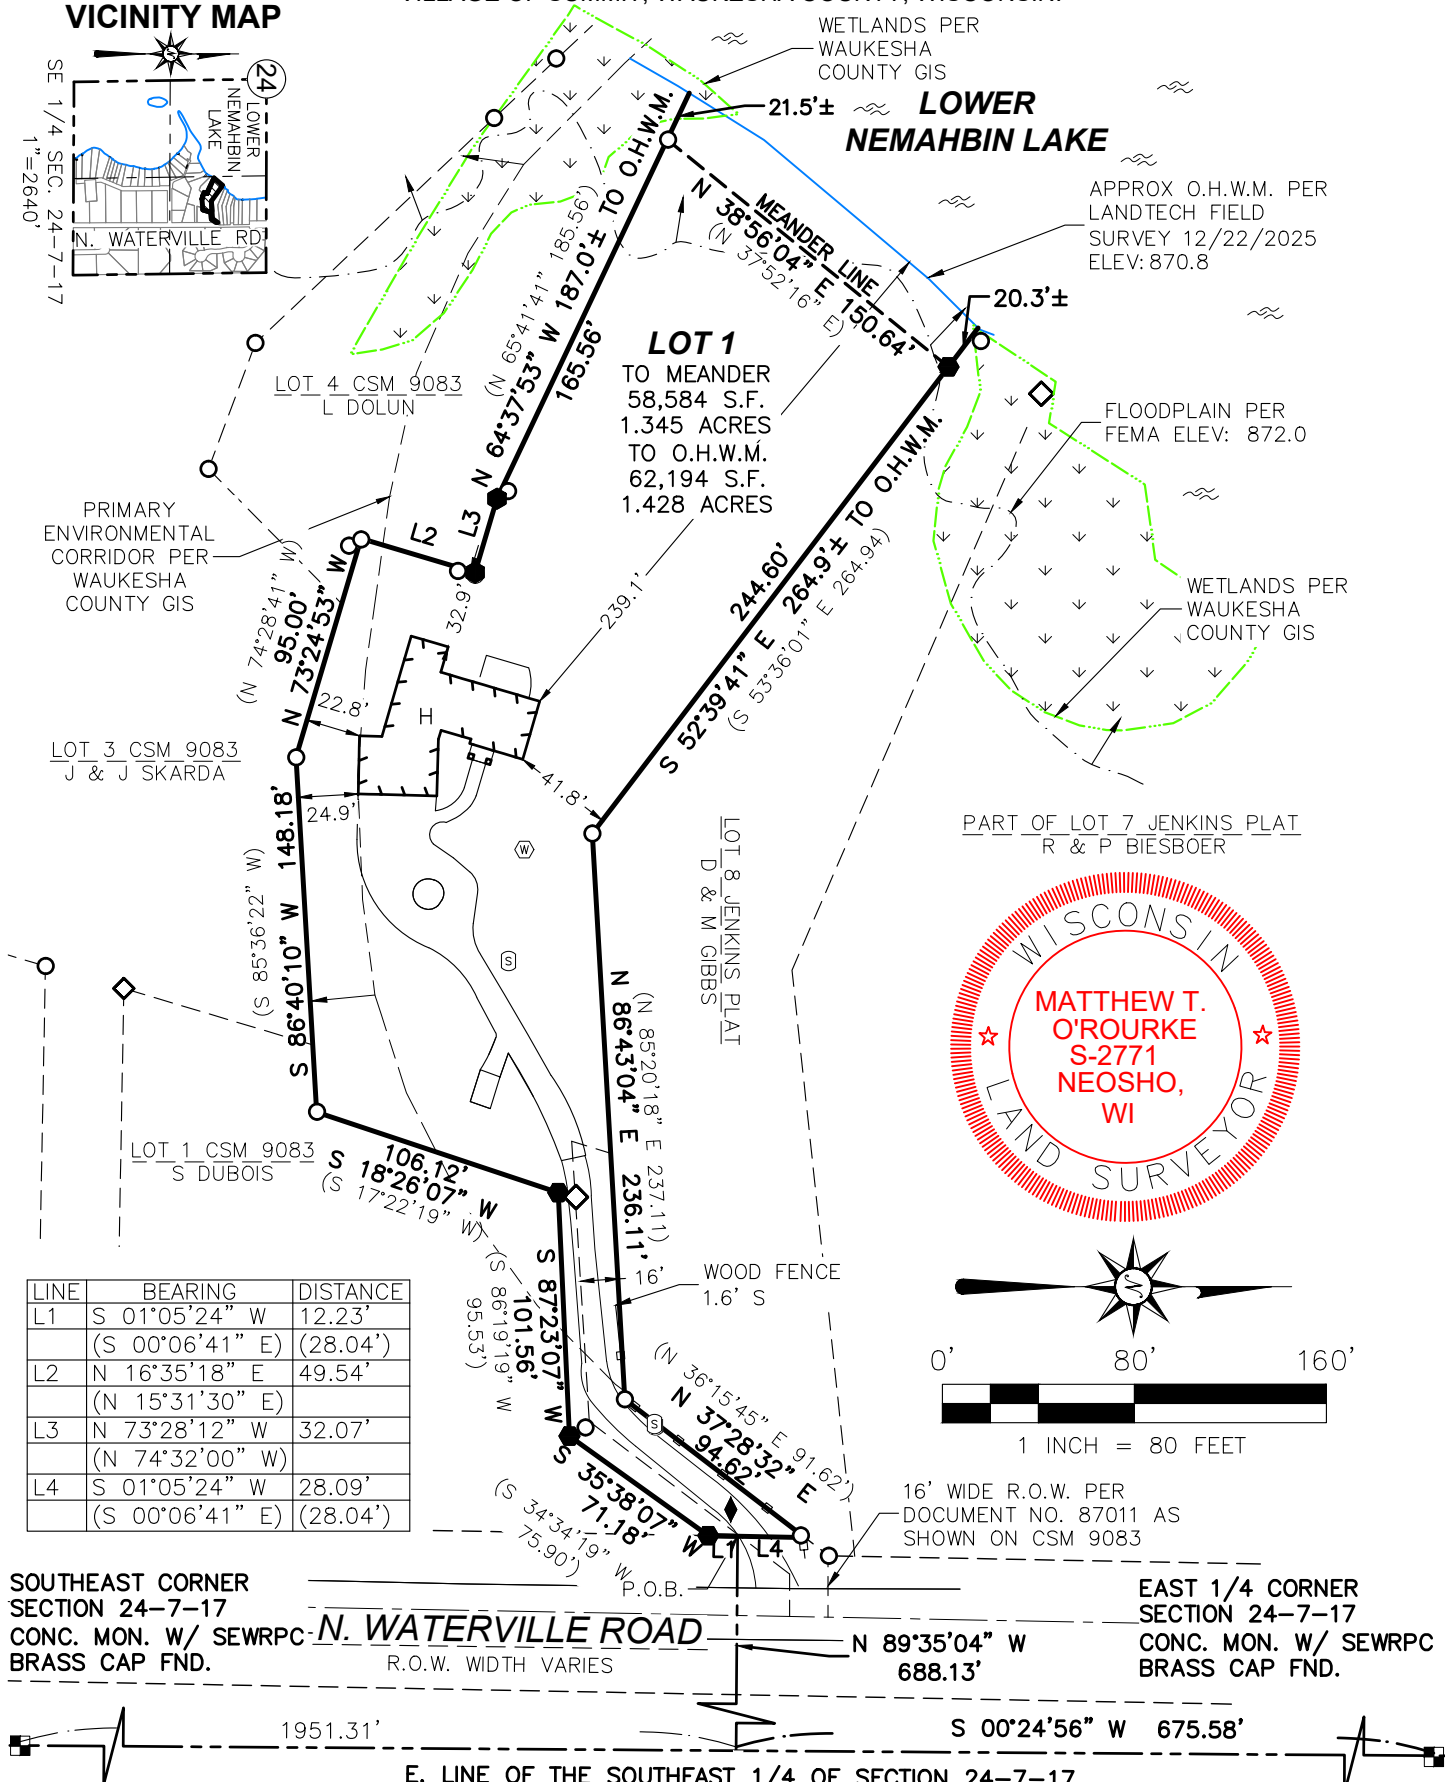 VICINITY MAP
24
LOWER
NEMAHBIN
LAKE
N. WATERVILLE RD
SE 1/4 SEC. 24-7-17
1"=2640'
WETLANDS PER
WAUKESHA
COUNTY GIS
21.5'±
LOWER
NEMAHBIN LAKE
APPROX O.H.W.M. PER
LANDTECH FIELD
SURVEY 12/22/2025
ELEV: 870.8
MEANDER LINE
N 38°56'04" E 150.64'
(N 37°52'16" E)
20.3'±
(N 65°41'41" 185.56)
N 64°37'53" W 187.0'± TO O.H.W.M.
165.56'
LOT 1
TO MEANDER
58,584 S.F.
1.345 ACRES
TO O.H.W.M.
62,194 S.F.
1.428 ACRES
LOT 4 CSM 9083
L DOLUN
FLOODPLAIN PER
FEMA ELEV: 872.0
PRIMARY
ENVIRONMENTAL
CORRIDOR PER
WAUKESHA
COUNTY GIS
L2
L3
32.9'
239.1'
244.60'
S 52°39'41" E 264.9'± TO O.H.W.M.
(S 53°36'01" E 264.94)
WETLANDS PER
WAUKESHA
COUNTY GIS
(N 74°28'41" W)
95.00'
N 73°24'53" W
22.8'
H
41.8'
LOT 3 CSM 9083
J & J SKARDA
24.9'
(S 85°36'22" W)
S 86°40'10" W 148.18'
W
S
LOT 8 JENKINS PLAT
D & M GIBBS
PART OF LOT 7 JENKINS PLAT
R & P BIESBOER
WISCONSIN
MATTHEW T.
O'ROURKE
S-2771
NEOSHO,
WI
LAND SURVEYOR
(N 85°20'18" E 237.11)
N 86°43'04" E 236.11'
LOT 1 CSM 9083
S DUBOIS
106.12'
S 18°26'07" W
(S 17°22'19" W)
S 87°23'07" W
101.56'
(S 86°19'19" W
95.53')
16'
WOOD FENCE
1.6' S
LINE BEARING DISTANCE
L1 S 01°05'24" W 12.23'
(S 00°06'41" E) (28.04')
L2 N 16°35'18" E 49.54'
(N 15°31'30" E)
L3 N 73°28'12" W 32.07'
(N 74°32'00" W)
L4 S 01°05'24" W 28.09'
(S 00°06'41" E) (28.04')
N
0' 80' 160'
1 INCH = 80 FEET
(N 36°15'45" E 91.62')
N 37°28'32" E
94.62'
S
S 35°38'07" W
71.18'
(S 34°34'19" W
75.90')
L1 L4
P.O.B.
16' WIDE R.O.W. PER
DOCUMENT NO. 87011 AS
SHOWN ON CSM 9083
SOUTHEAST CORNER
SECTION 24-7-17
CONC. MON. W/ SEWRPC
BRASS CAP FND.
N. WATERVILLE ROAD
R.O.W. WIDTH VARIES
N 89°35'04" W
688.13'
EAST 1/4 CORNER
SECTION 24-7-17
CONC. MON. W/ SEWRPC
BRASS CAP FND.
1951.31'
S 00°24'56" W 675.58'
E. LINE OF THE SOUTHEAST 1/4 OF SECTION 24-7-17